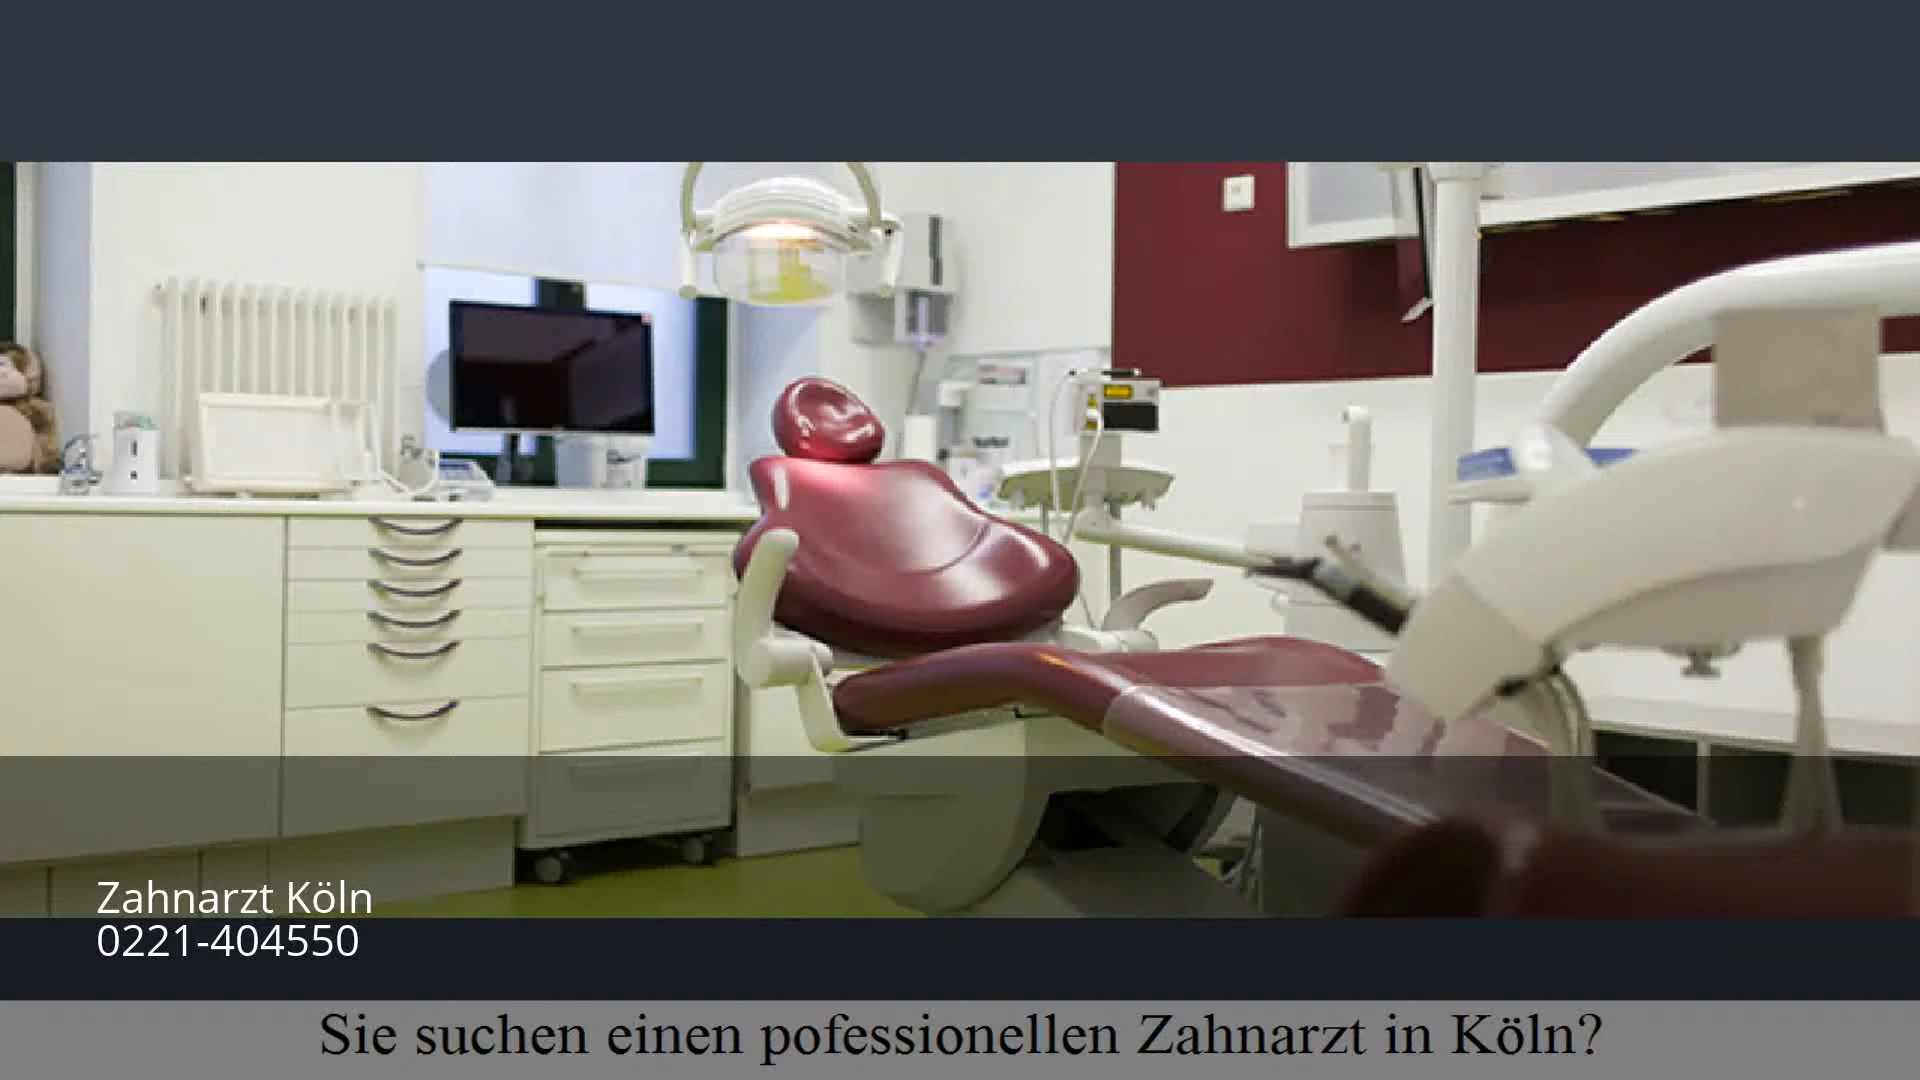 Zahnarzt Köln
0221-404550
Sie suchen einen pofessionellen Zahnarzt in Köln?